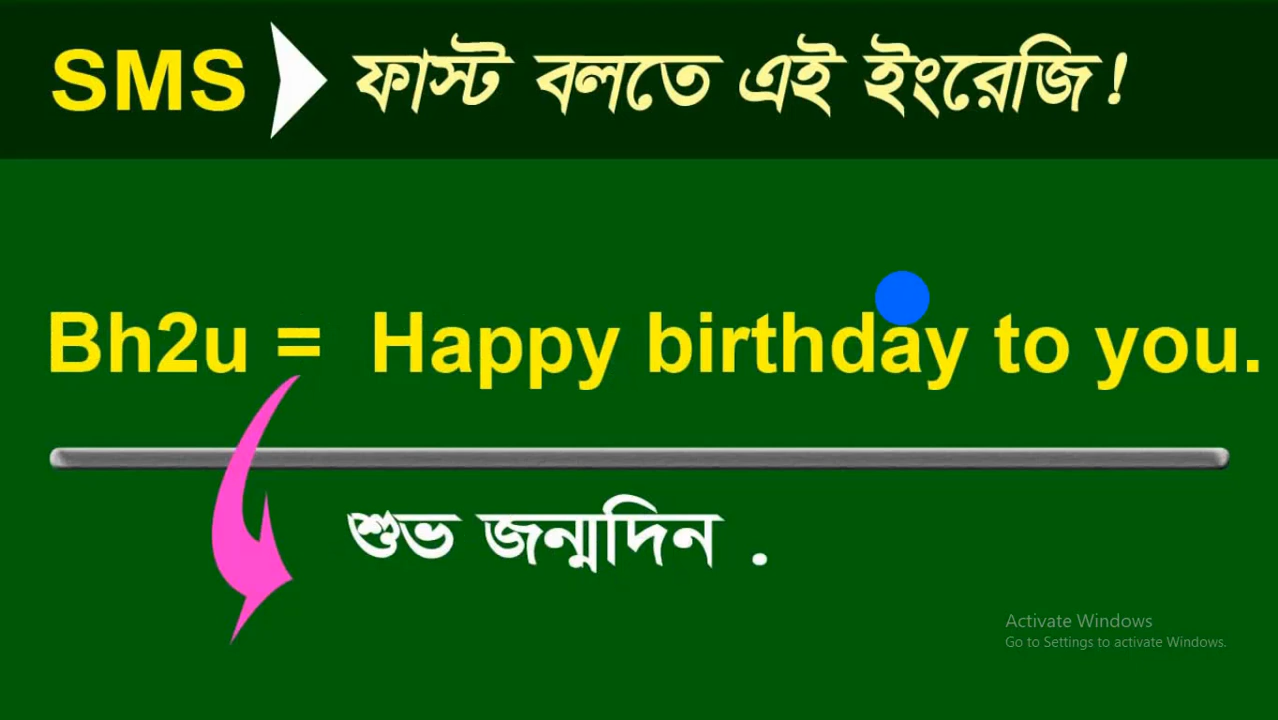 SMS ফাস্ট বলতে এই ইংরেজি!
Bh2u = Happy birthday to you.
শুভ জন্মদিন .
Activate Windows
Go to Settings to activate Windows.